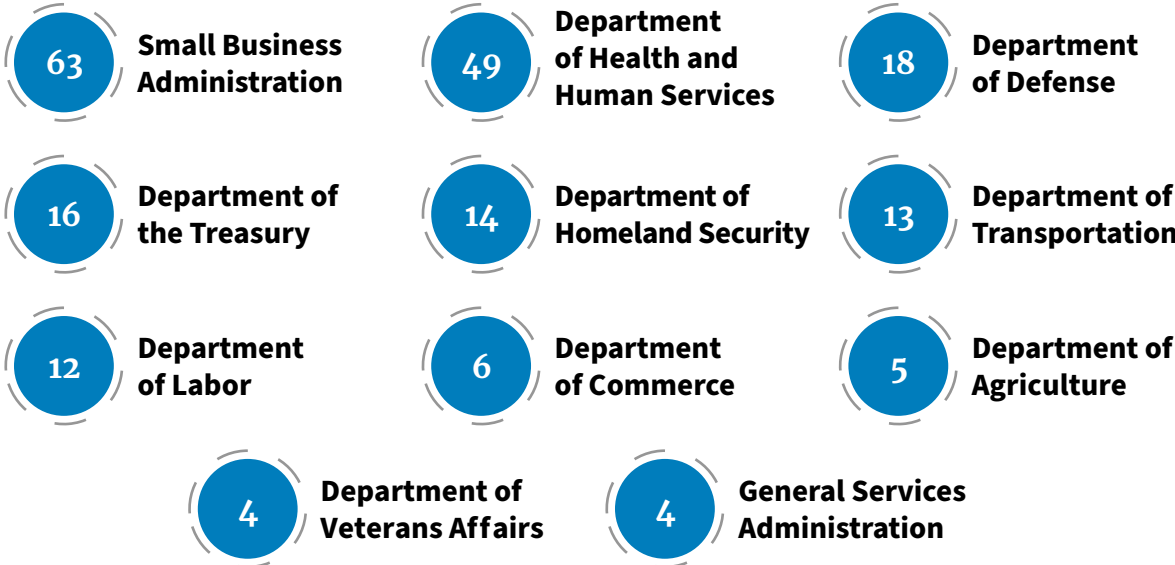 63
Small Business
Administration
49
Department
of Health and
Human Services
18
Department
of Defense
16
Department of
the Treasury
14
Department of
Homeland Security
13
Department of
Transportation
12
Department
of Labor
6
Department
of Commerce
5
Department of
Agriculture
4
Department of
Veterans Affairs
4
General Services
Administration